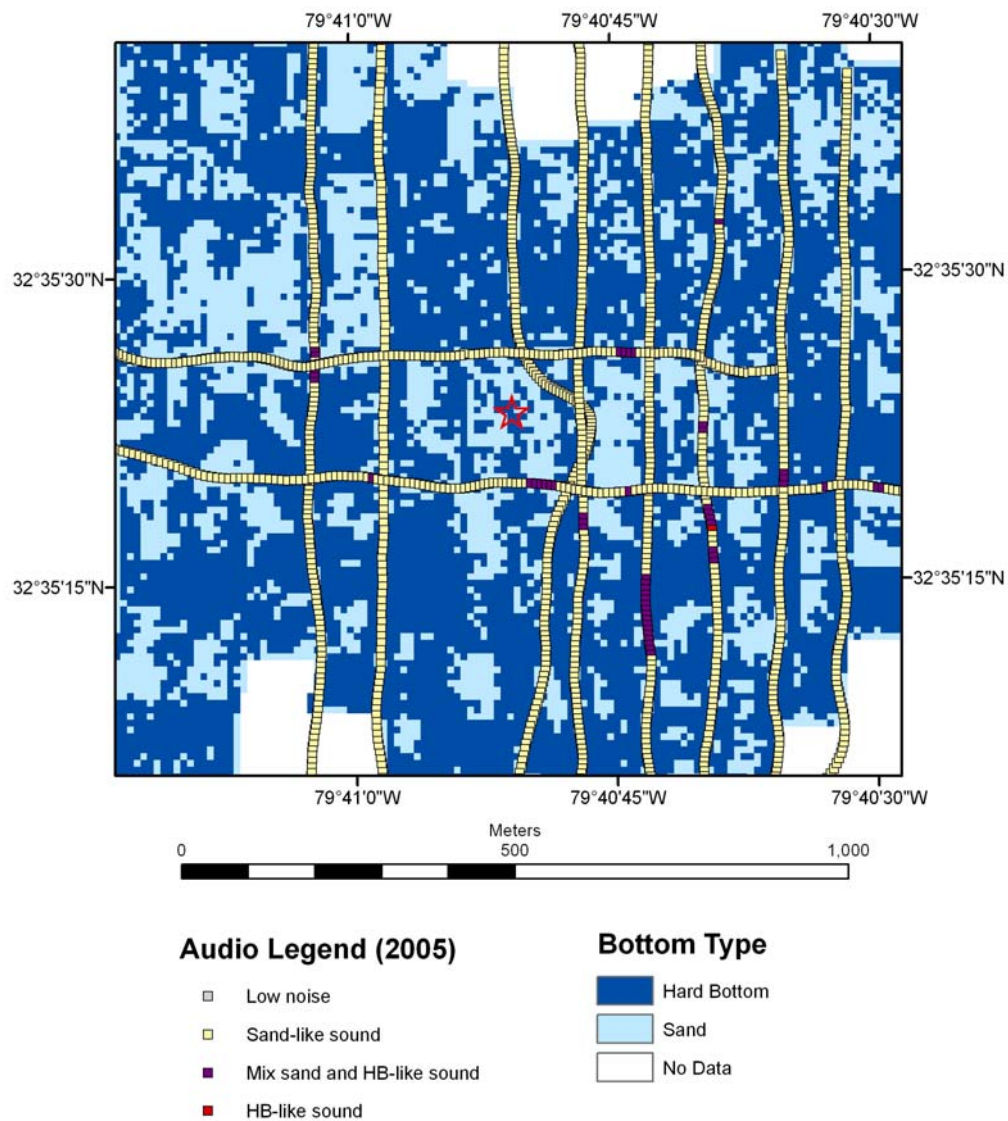 79°41'0"W 79°40'45"W 79°40'30"W
32°35'30"N 32°35'30"N
32°35'15"N 32°35'15"N
79°41'0"W 79°40'45"W 79°40'30"W
Meters
0 500 1,000
Audio Legend (2005)
Low noise
Sand-like sound
Mix sand and HB-like sound
HB-like sound
Bottom Type
Hard Bottom
Sand
No Data